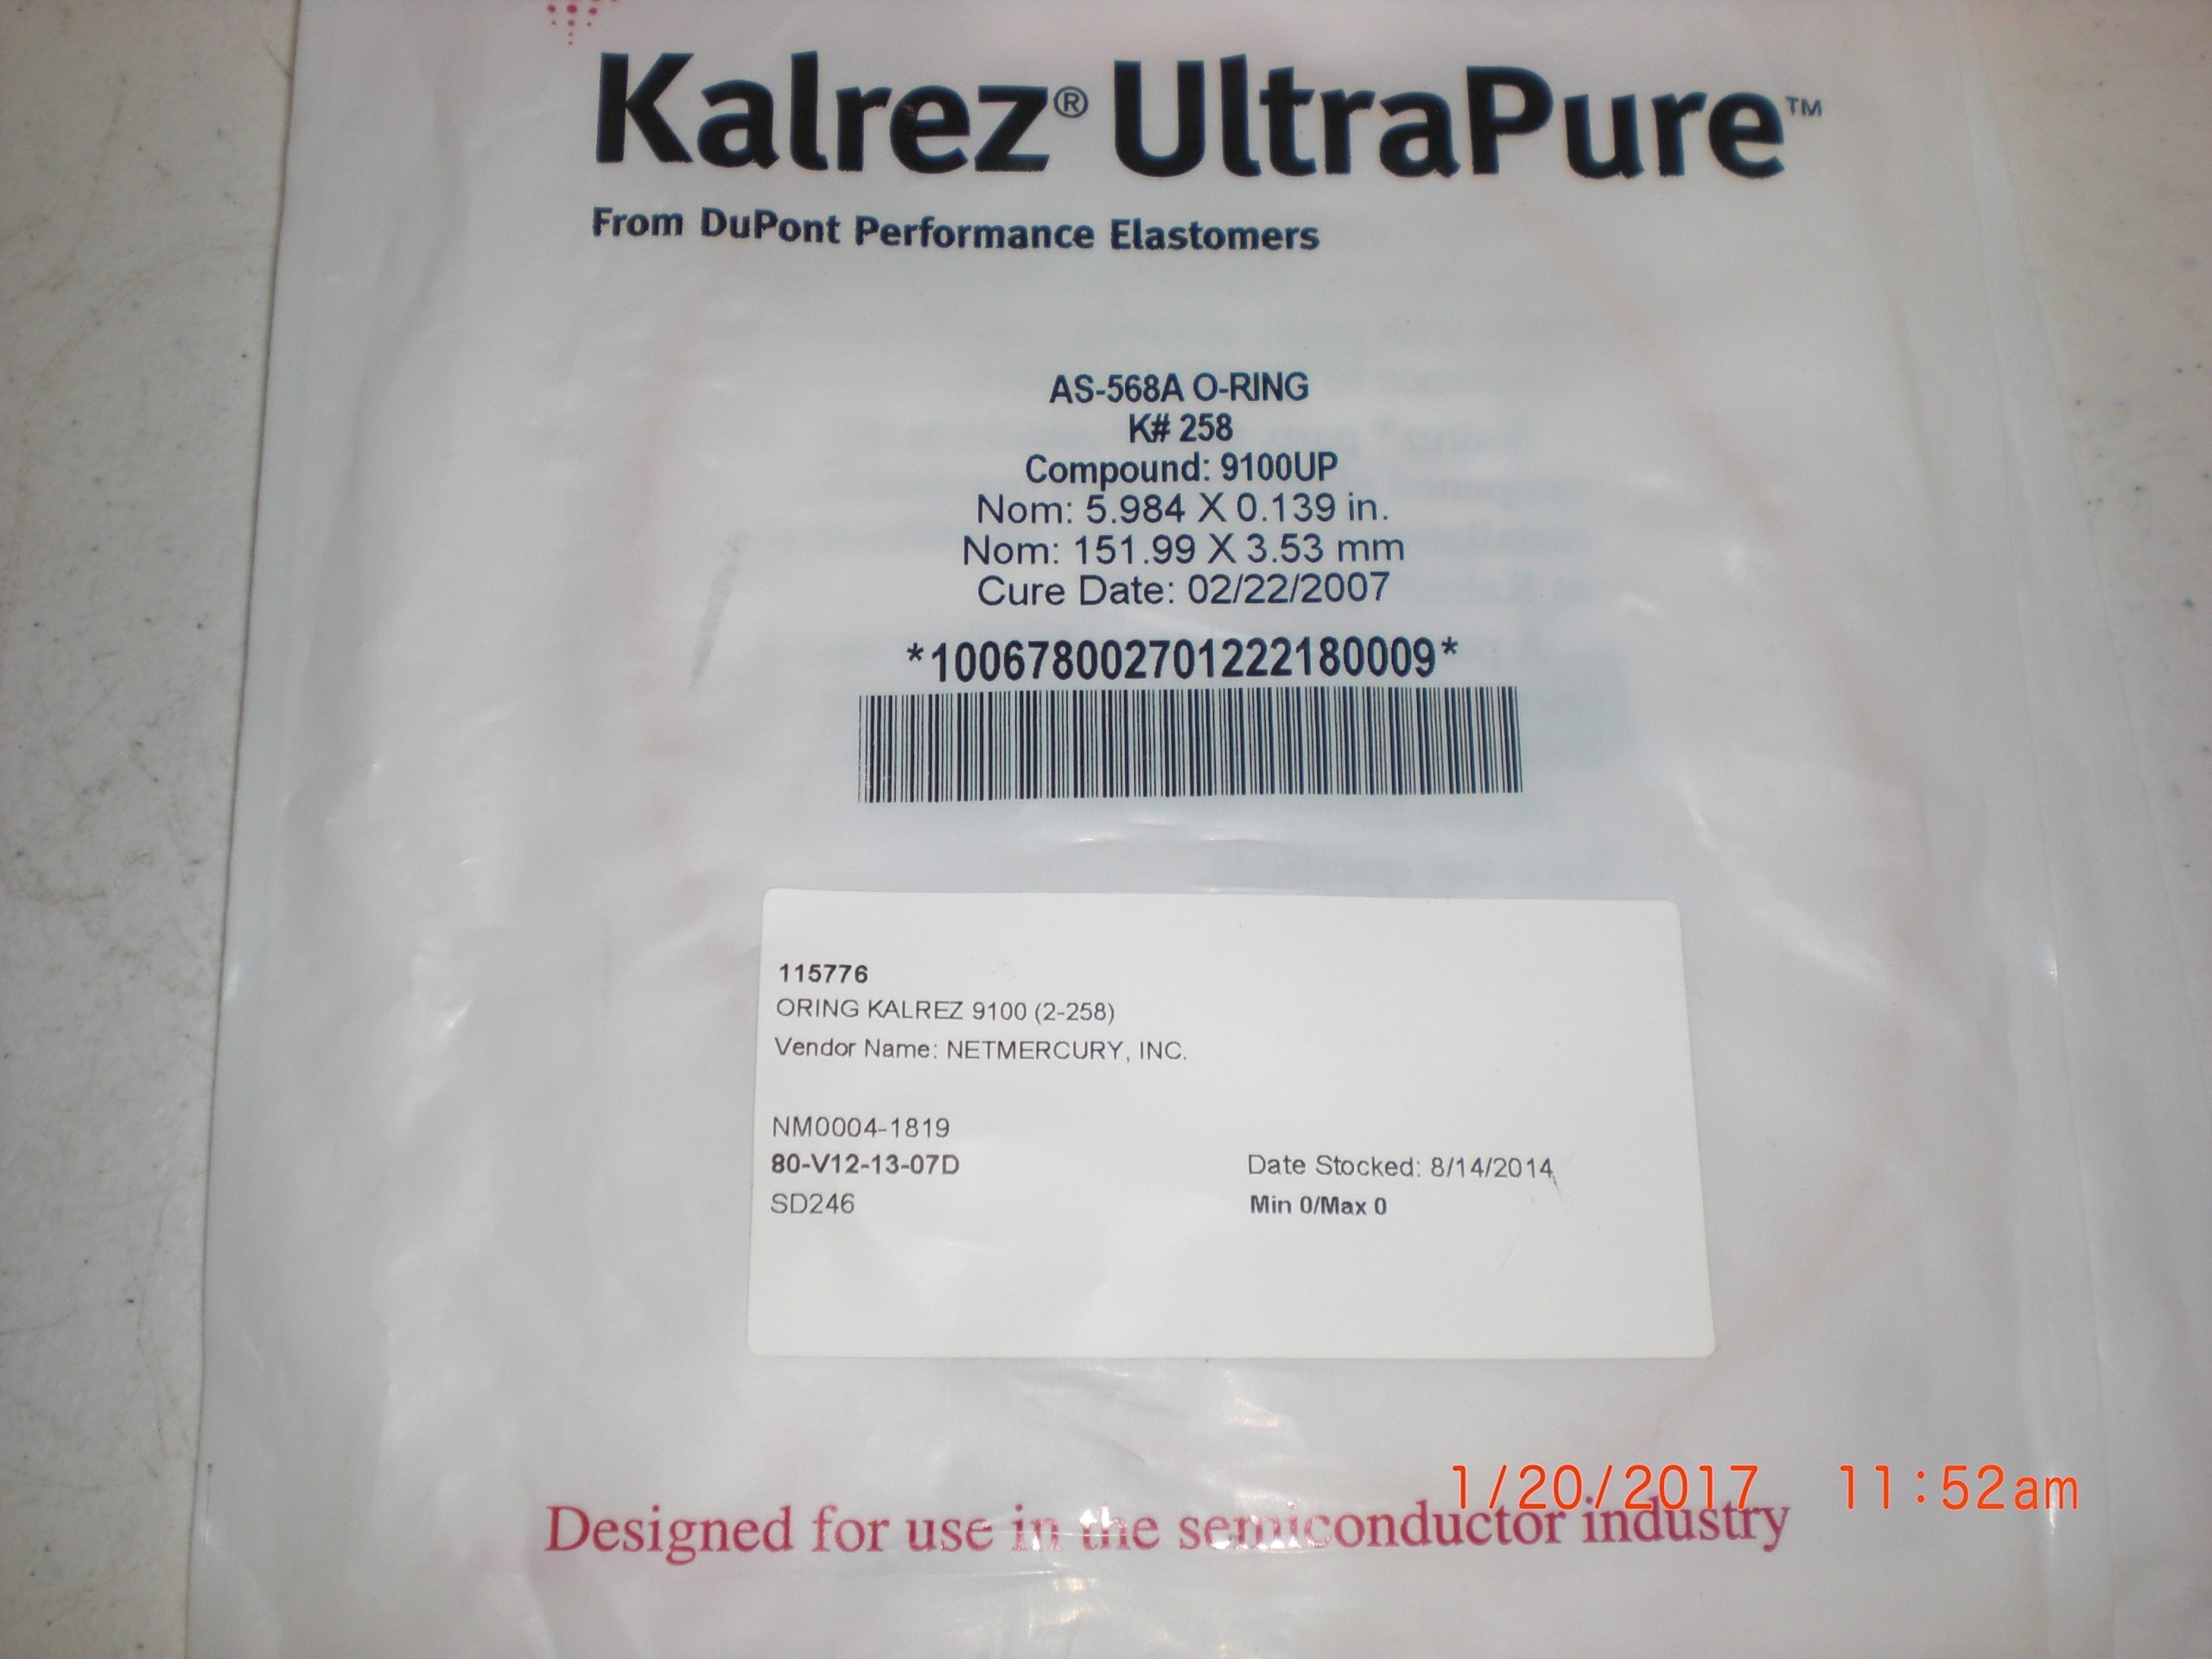 Kalrez® UltraPure™
From DuPont Performance Elastomers
AS-568A O-RING
K# 258
Compound: 9100UP
Nom: 5.984 X 0.139 in.
Nom: 151.99 X 3.53 mm
Cure Date: 02/22/2007
*100678002701222180009*
115776
ORING KALREZ 9100 (2-258)
Vendor Name: NETMERCURY, INC.
NM0004-1819
80-V12-13-07D
Date Stocked: 8/14/2014
SD246
Min 0/Max 0
1/20/2017 11:52am
Designed for use in the semiconductor industry